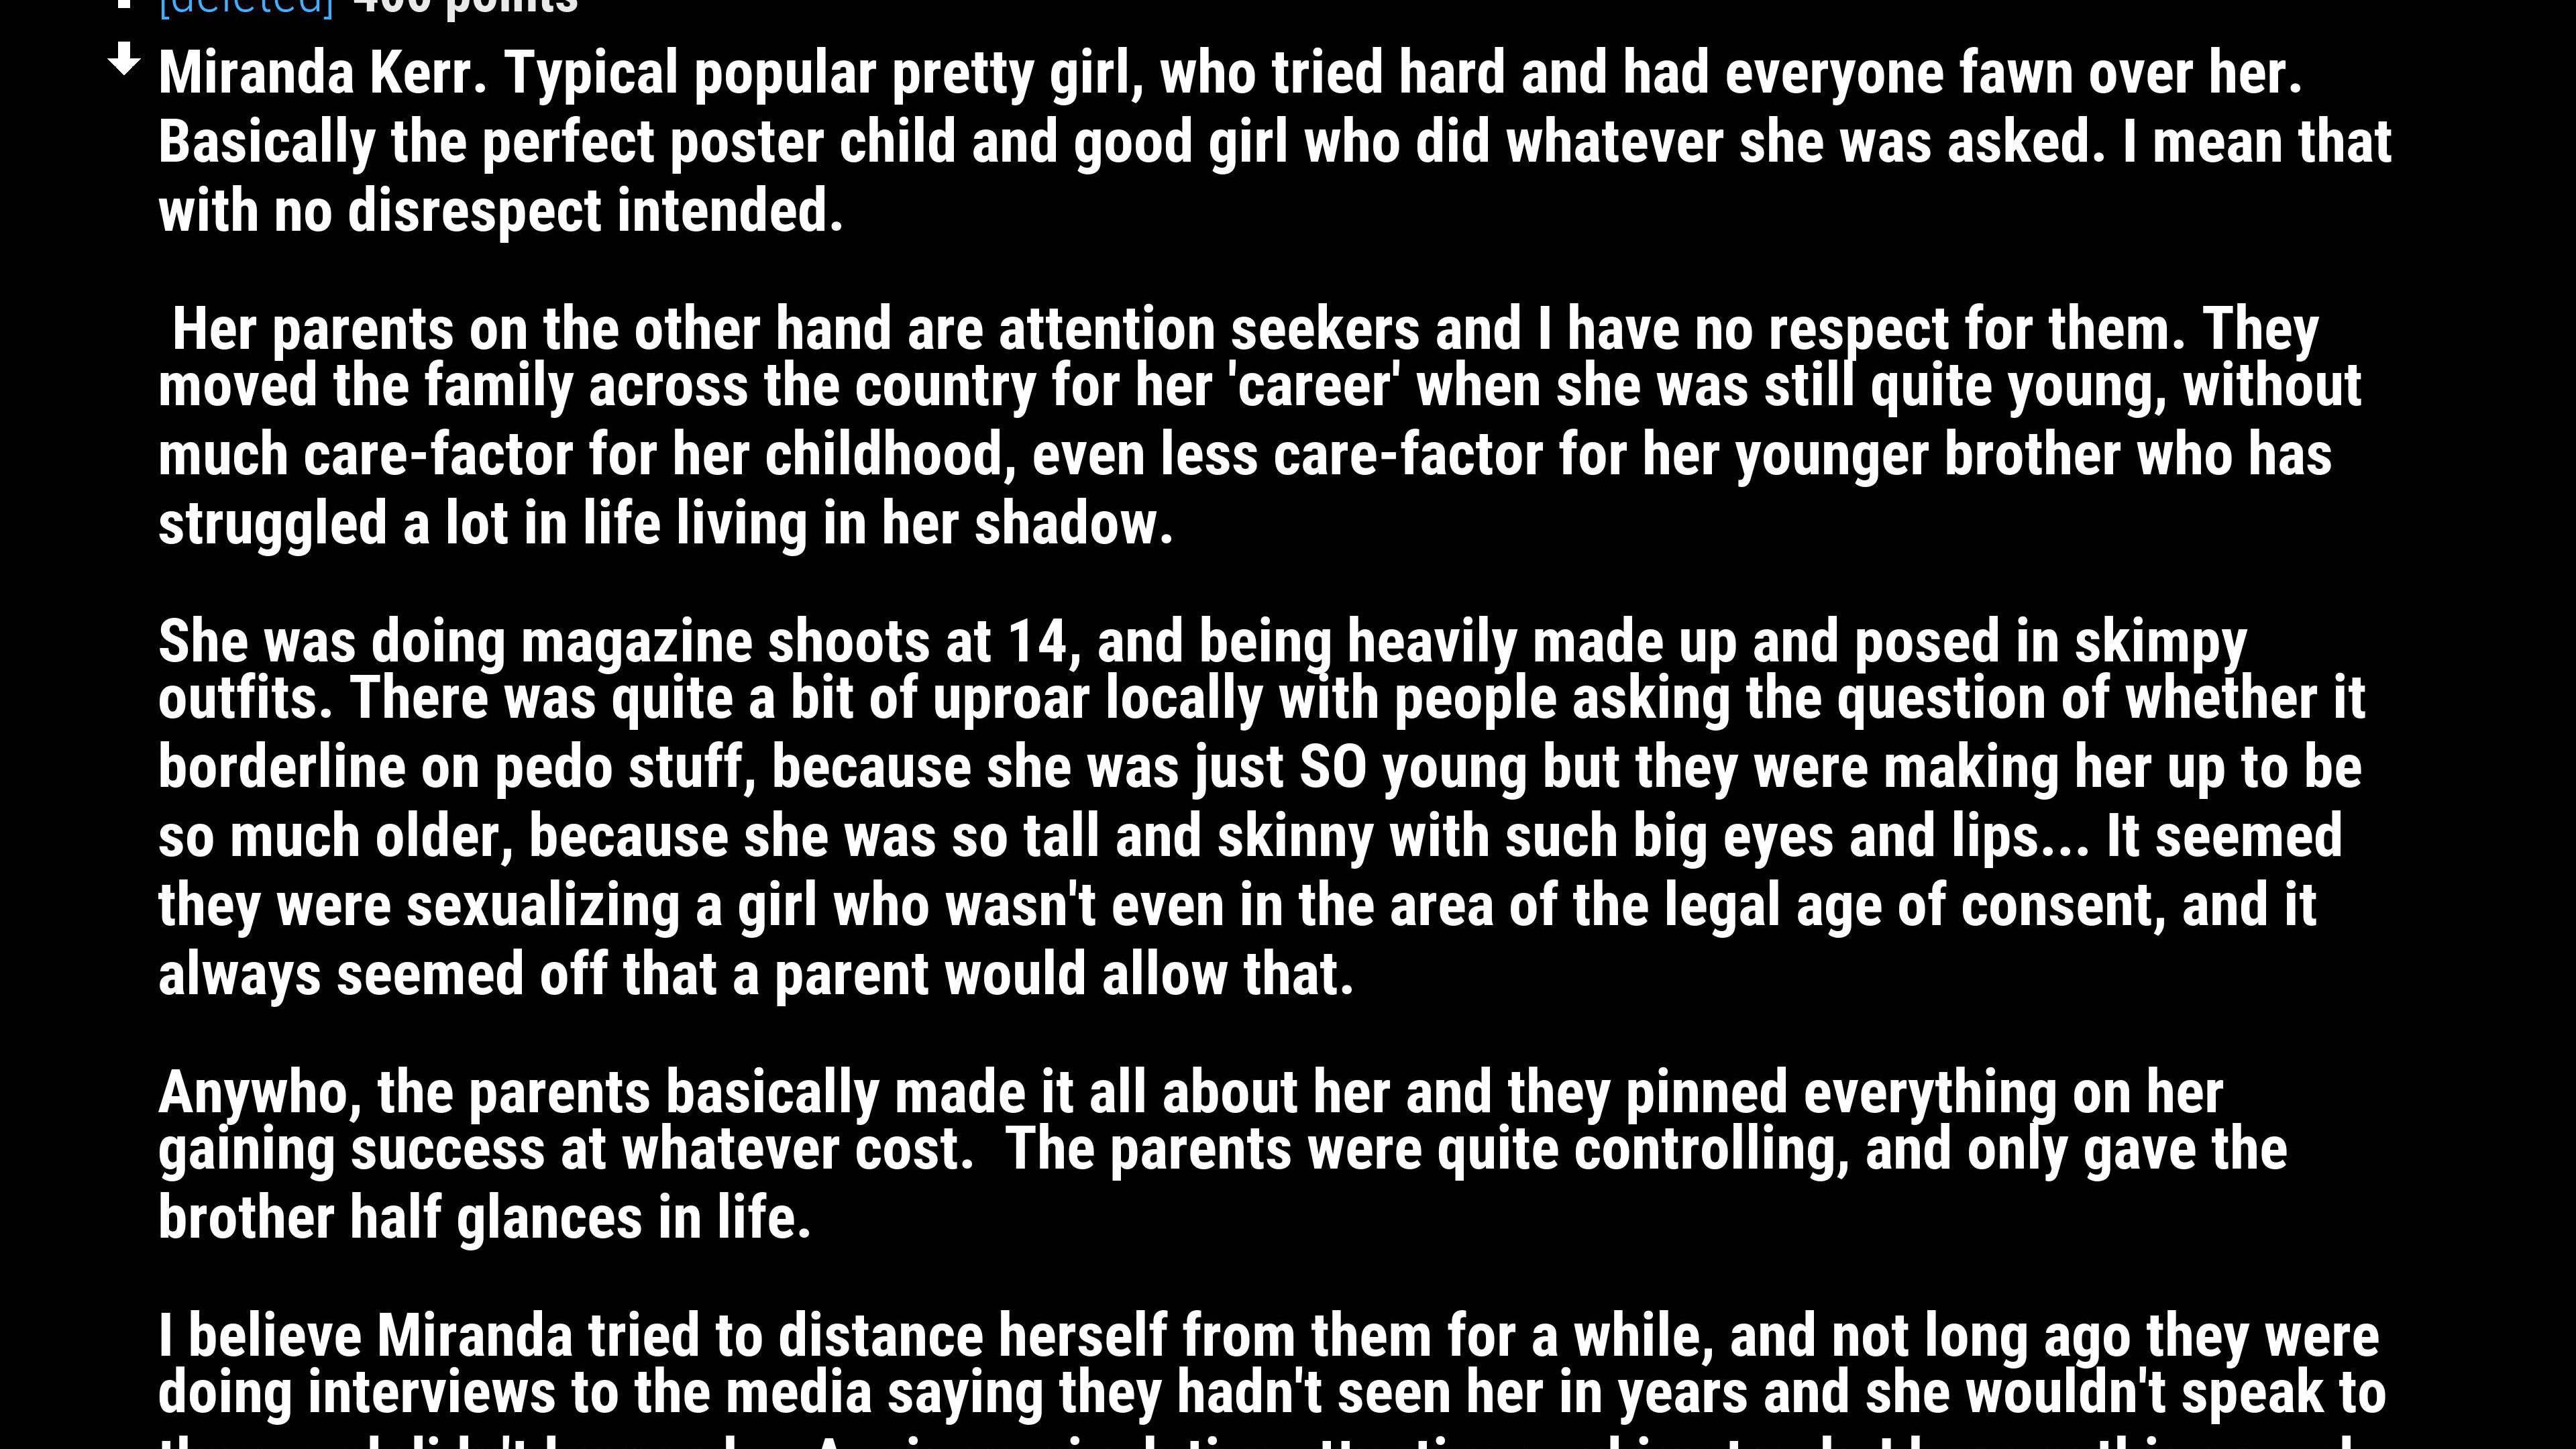 [deleted] 400 points
Miranda Kerr. Typical popular pretty girl, who tried hard and had everyone fawn over her.
Basically the perfect poster child and good girl who did whatever she was asked. I mean that
with no disrespect intended.
Her parents on the other hand are attention seekers and I have no respect for them. They
moved the family across the country for her 'career' when she was still quite young, without
much care-factor for her childhood, even less care-factor for her younger brother who has
struggled a lot in life living in her shadow.
She was doing magazine shoots at 14, and being heavily made up and posed in skimpy
outfits. There was quite a bit of uproar locally with people asking the question of whether it
borderline on pedo stuff, because she was just SO young but they were making her up to be
so much older, because she was so tall and skinny with such big eyes and lips... It seemed
they were sexualizing a girl who wasn't even in the area of the legal age of consent, and it
always seemed off that a parent would allow that.
Anywho, the parents basically made it all about her and they pinned everything on her
gaining success at whatever cost.  The parents were quite controlling, and only gave the
brother half glances in life.
I believe Miranda tried to distance herself from them for a while, and not long ago they were
doing interviews to the media saying they hadn't seen her in years and she wouldn't speak to